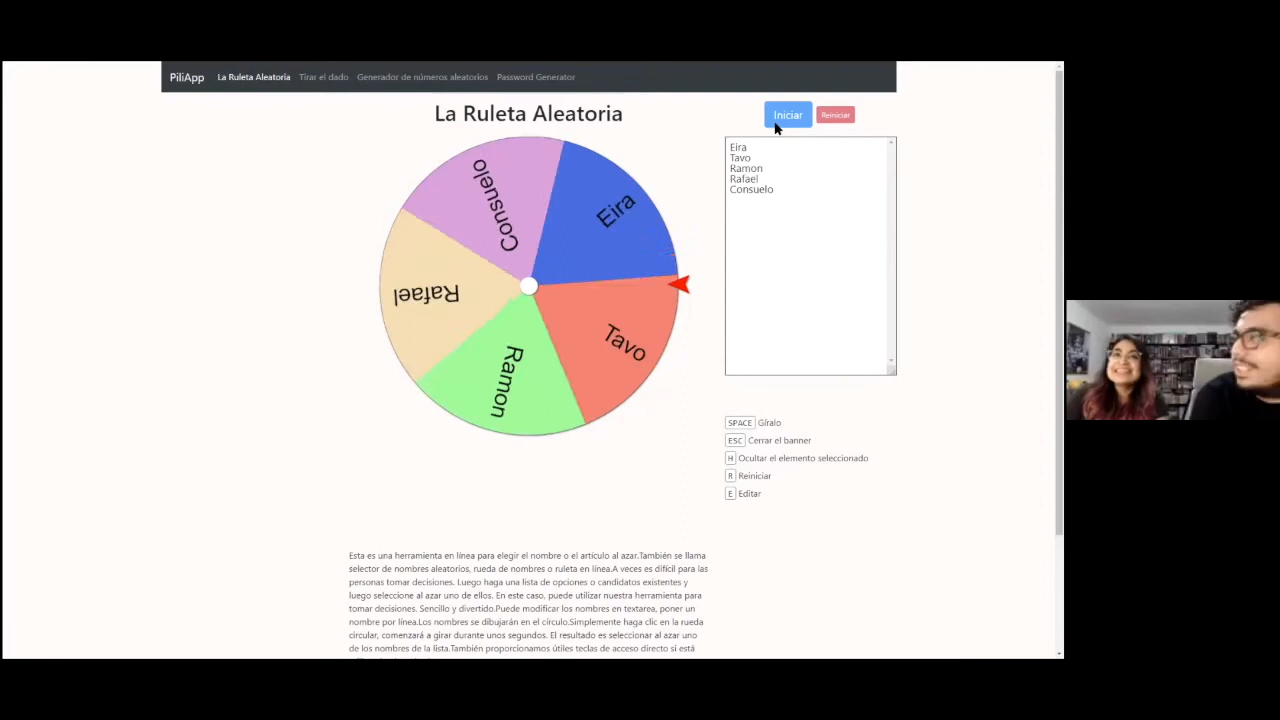 PiliApp La Ruleta Aleatoria Tirar el dado Generador de números aleatorios Password Generator
La Ruleta Aleatoria
Iniciar Reiniciar
Consuelo
Eira
Rafael
Tavo
Ramon
Eira
Tavo
Ramon
Rafael
Consuelo
SPACE Gíralo
ESC Cerrar el banner
H Ocultar el elemento seleccionado
R Reiniciar
E Editar
Esta es una herramienta en línea para elegir el nombre o el artículo al azar.También se llama
selector de nombres aleatorios, rueda de nombres o ruleta en línea.A veces es difícil para las
personas tomar decisiones. Luego haga una lista de opciones o candidatos existentes y
luego seleccione al azar uno de ellos. En este caso, puede utilizar nuestra herramienta para
tomar decisiones. Sencillo y divertido.Puede modificar los nombres en textarea, poner un
nombre por línea.Los nombres se dibujarán en el círculo.Simplemente haga clic en la rueda
circular, comenzará a girar durante unos segundos. El resultado es seleccionar al azar uno
de los nombres de la lista.También proporcionamos útiles teclas de acceso directo si está